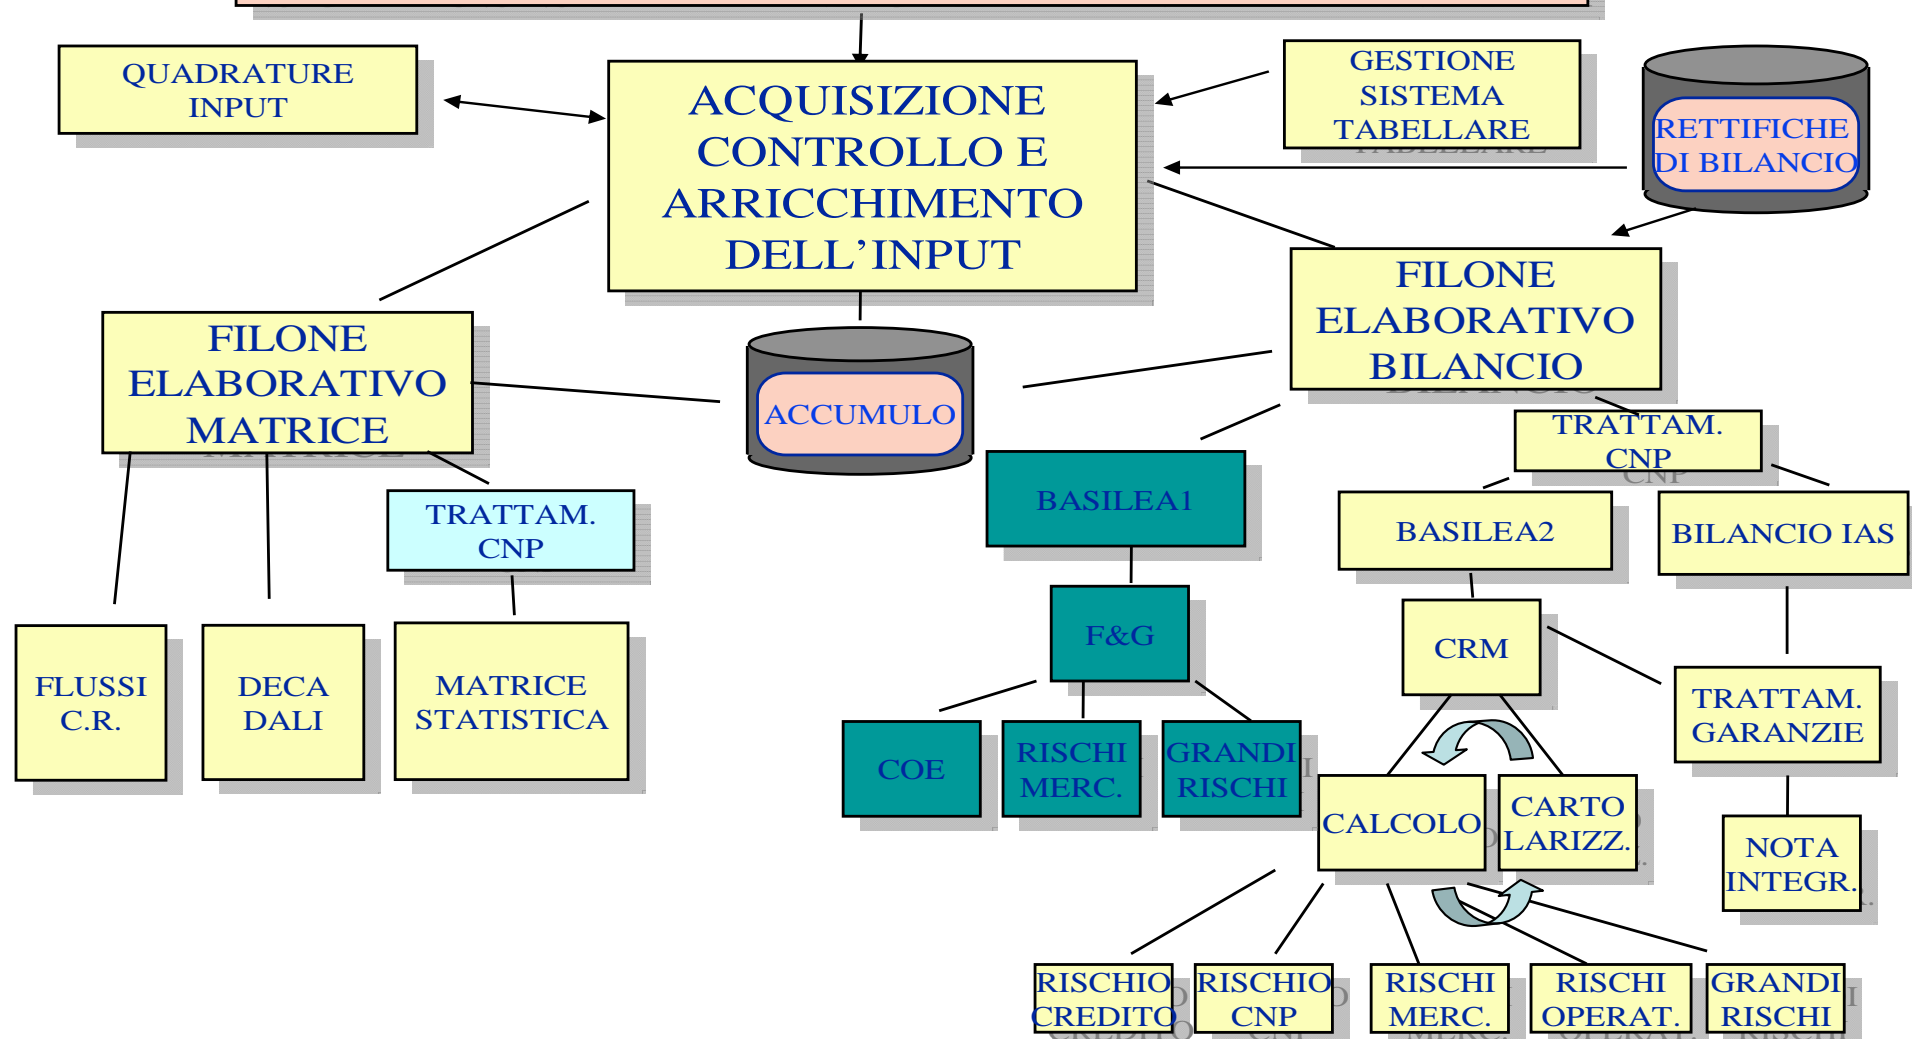 QUADRATURE
INPUT
ACQUISIZIONE
CONTROLLO E
ARRICCHIMENTO
DELL’INPUT
GESTIONE
SISTEMA
TABELLARE
RETTIFICHE
DI BILANCIO
FILONE
ELABORATIVO
MATRICE
ACCUMULO
FILONE
ELABORATIVO
BILANCIO
TRATTAM.
CNP
TRATTAM.
CNP
BASILEA1
BASILEA2
BILANCIO IAS
F&G
CRM
FLUSSI
C.R.
DECA
DALI
MATRICE
STATISTICA
TRATTAM.
GARANZIE
COE
RISCHI
MERC.
GRANDI
RISCHI
CALCOLO
CARTO
LARIZZ.
NOTA
INTEGR.
RISCHIO
CREDITO
RISCHIO
CNP
RISCHI
MERC.
RISCHI
OPERAT.
GRANDI
RISCHI